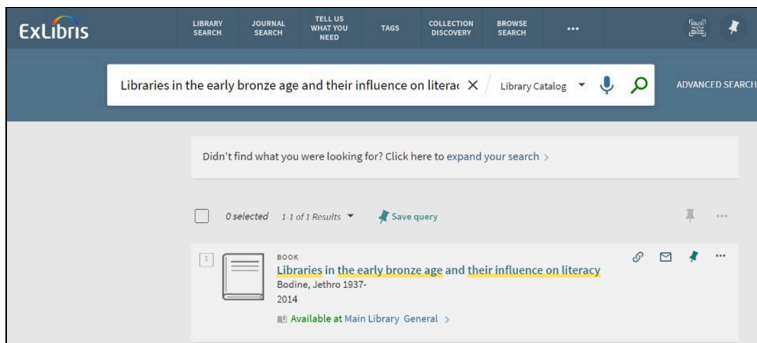 ExLibris
LIBRARY SEARCH
JOURNAL SEARCH
TELL US WHAT YOU NEED
TAGS
COLLECTION DISCOVERY
BROWSE SEARCH
•••
Libraries in the early bronze age and their influence on literac
Library Catalog
ADVANCED SEARCH
Didn't find what you were looking for? Click here to expand your search >
0 selected 1-1 of 1 Results
Save query
1
BOOK
Libraries in the early bronze age and their influence on literacy
Bodine, Jethro 1937-
2014
Available at Main Library General >